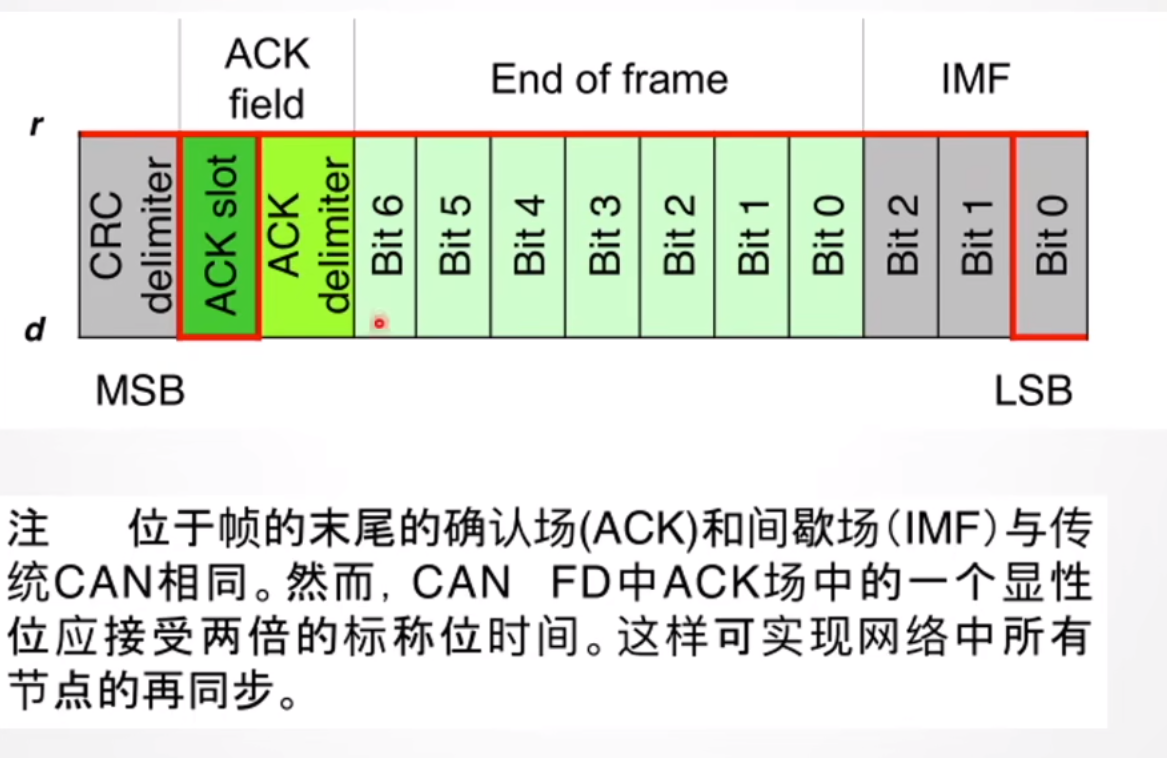 ACK
field
End of frame
IMF
r
CRC
delimiter
ACK slot
ACK
delimiter
Bit 6
Bit 5
Bit 4
Bit 3
Bit 2
Bit 1
Bit 0
Bit 2
Bit 1
Bit 0
d
MSB
LSB
注 位于帧的末尾的确认场(ACK)和间歇场(IMF)与传
统CAN相同。然而, CAN FD中ACK场中的一个显性
位应接受两倍的标称位时间。这样可实现网络中所有
节点的再同步。